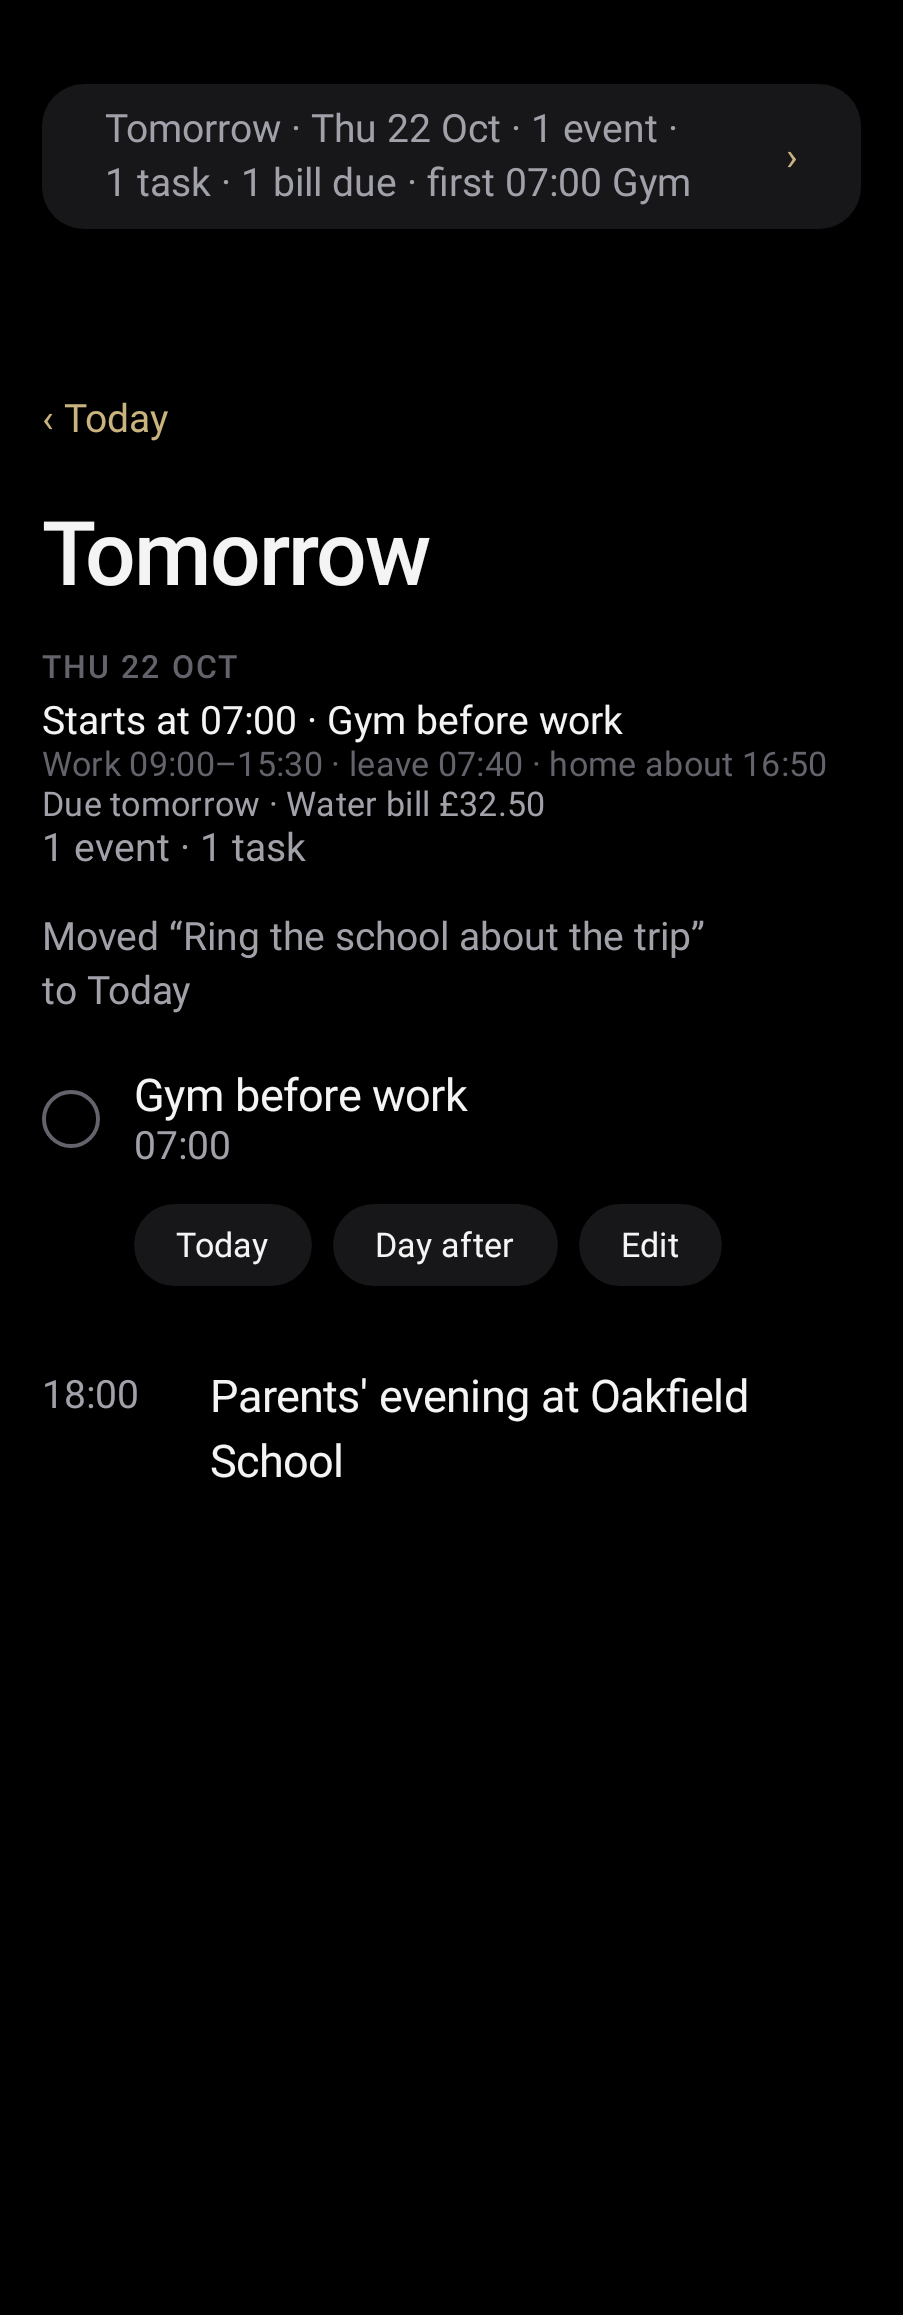 Tomorrow · Thu 22 Oct · 1 event ·
1 task · 1 bill due · first 07:00 Gym
›
‹ Today
Tomorrow
THU 22 OCT
Starts at 07:00 · Gym before work
Work 09:00–15:30 · leave 07:40 · home about 16:50
Due tomorrow · Water bill £32.50
1 event · 1 task
Moved “Ring the school about the trip”
to Today
Gym before work
07:00
Today
Day after
Edit
18:00
Parents' evening at Oakfield
School